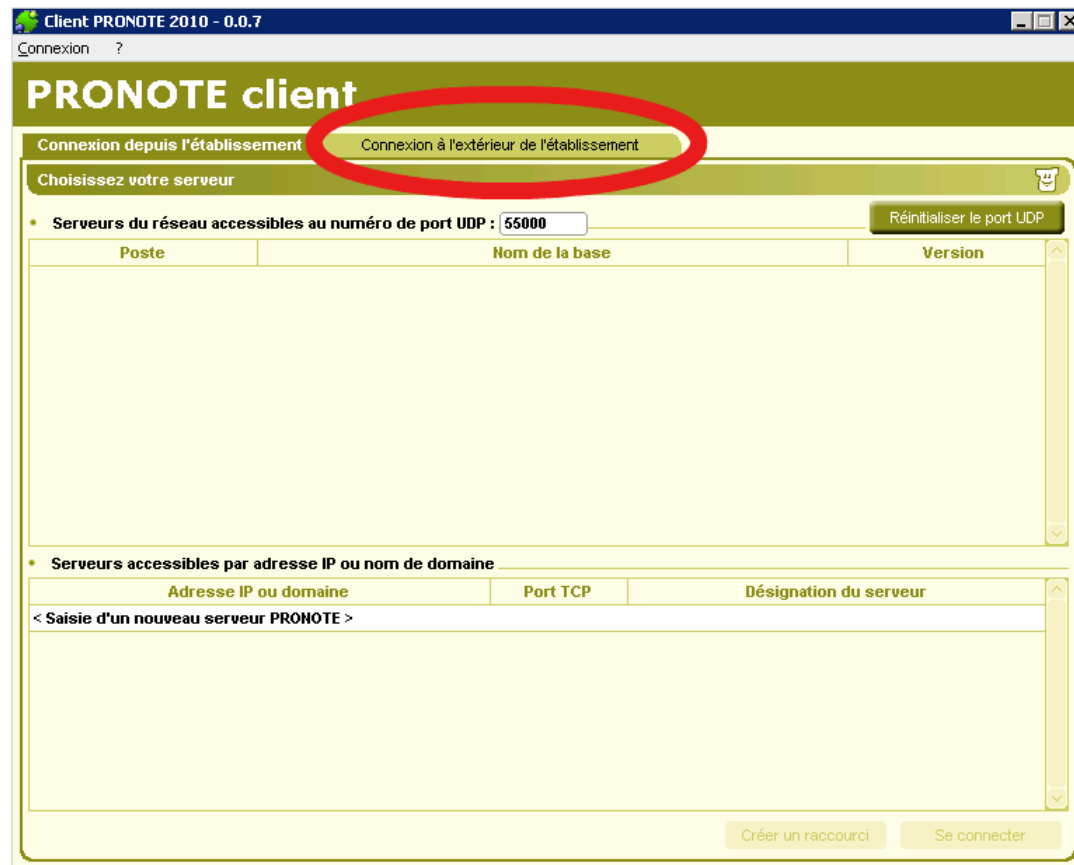 Client PRONOTE 2010 - 0.0.7
Connexion ?
PRONOTE client
Connexion depuis l'établissement Connexion à l'extérieur de l'établissement
Choisissez votre serveur
Serveurs du réseau accessibles au numéro de port UDP : 55000 Réinitialiser le port UDP
Poste Nom de la base Version
Serveurs accessibles par adresse IP ou nom de domaine
Adresse IP ou domaine Port TCP Désignation du serveur
< Saisie d'un nouveau serveur PRONOTE >
Créer un raccourci Se connecter